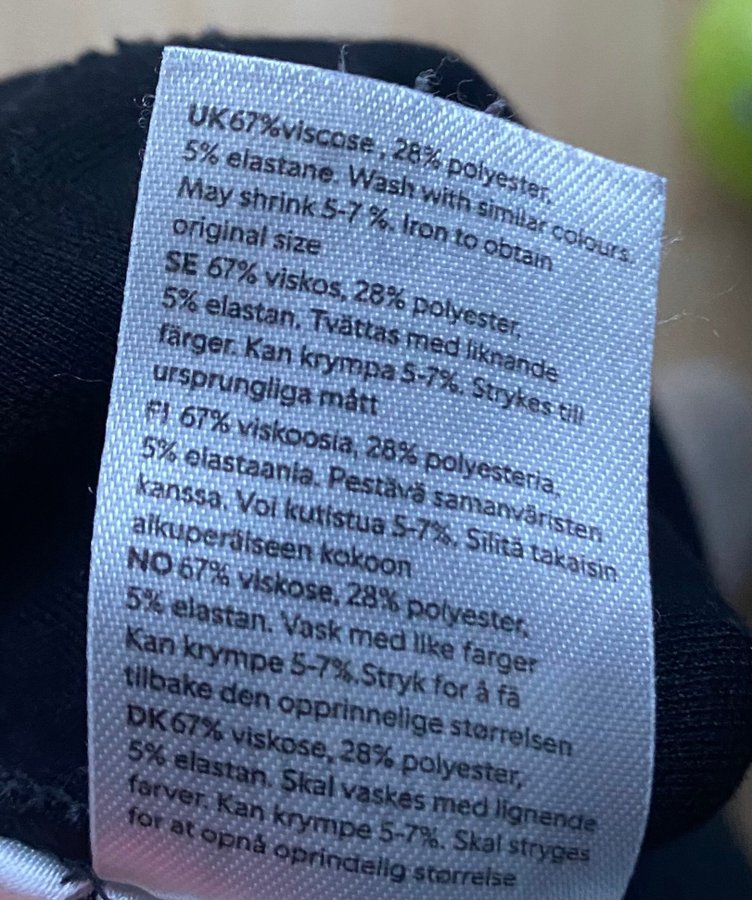 UK 67%viscose, 28% polyester,
5% elastane. Wash with similar colours.
May shrink 5-7 %. Iron to obtain
original size
SE 67% viskos, 28% polyester,
5% elastan. Tvättas med liknande
färger. Kan krympa 5-7%. Strykes till
ursprungliga mått
FI 67% viskoosia, 28% polyesteria,
5% elastaania. Pestävä samanväristen
kanssa. Voi kutistua 5-7%. Silitä takaisin
alkuperäiseen kokoon
NO 67% viskose, 28% polyester,
5% elastan. Vask med like farger
Kan krympe 5-7%.Stryk for å få
tilbake den opprinnelige størrelsen
DK 67% viskose, 28% polyester,
5% elastan. Skal vaskes med lignende
farver. Kan krympe 5-7%. Skal stryges
for at opnå oprindelig størrelse